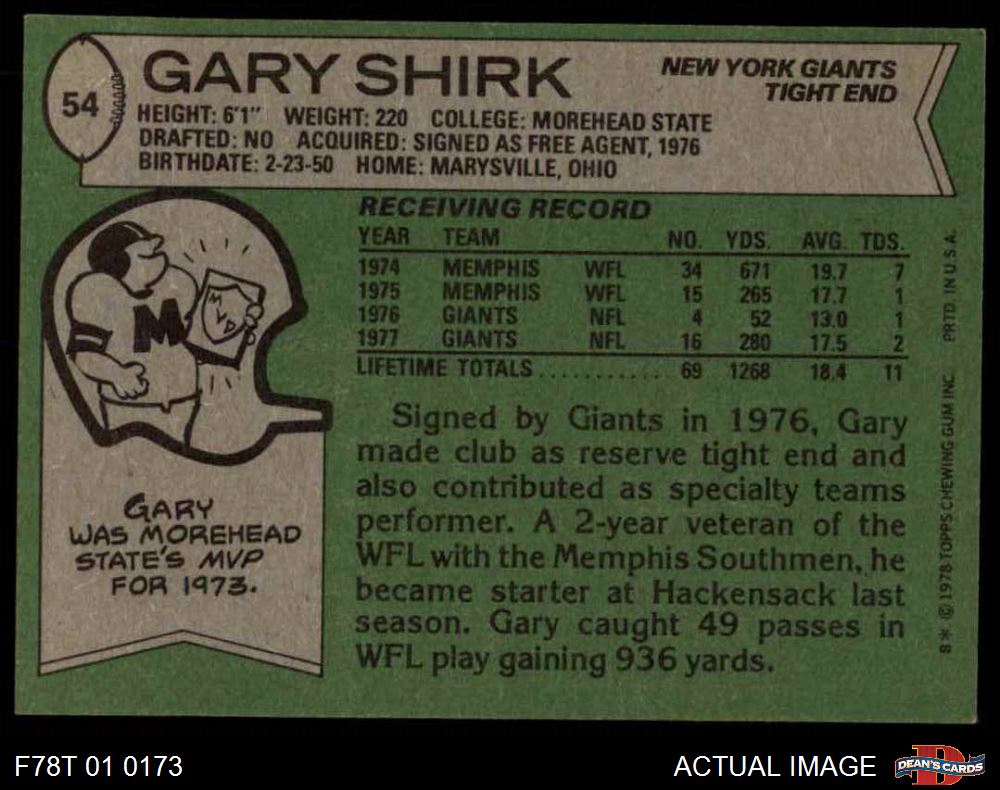 54
GARY SHIRK
NEW YORK GIANTS
TIGHT END
HEIGHT: 6'1" WEIGHT: 220 COLLEGE: MOREHEAD STATE
DRAFTED: NO ACQUIRED: SIGNED AS FREE AGENT, 1976
BIRTHDATE: 2-23-50 HOME: MARYSVILLE, OHIO
RECEIVING RECORD
YEAR TEAM NO. YDS. AVG. TDS.
1974 MEMPHIS WFL 34 671 19.7 7
1975 MEMPHIS WFL 15 265 17.7 1
1976 GIANTS NFL 4 52 13.0 1
1977 GIANTS NFL 16 280 17.5 2
LIFETIME TOTALS............ 69 1268 18.4 11
Signed by Giants in 1976, Gary
made club as reserve tight end and
also contributed as specialty teams
performer. A 2-year veteran of the
WFL with the Memphis Southmen, he
became starter at Hackensack last
season. Gary caught 49 passes in
WFL play gaining 936 yards.
M
MVP
GARY
WAS MOREHEAD
STATE'S MVP
FOR 1973.
8* © 1978 TOPPS CHEWING GUM INC. PRTD. IN U.S.A.
F78T 01 0173
ACTUAL IMAGE
D
DEAN'S CARDS